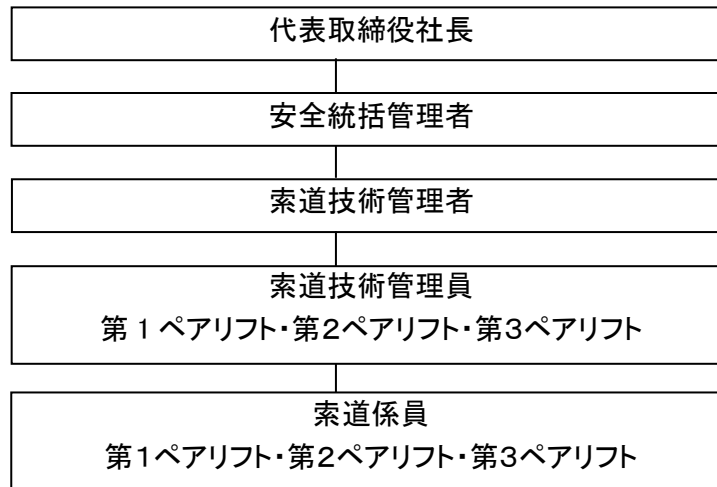 代表取締役社長
安全統括管理者
索道技術管理者
索道技術管理員
第１ペアリフト・第２ペアリフト・第３ペアリフト
索道係員
第１ペアリフト・第２ペアリフト・第３ペアリフト